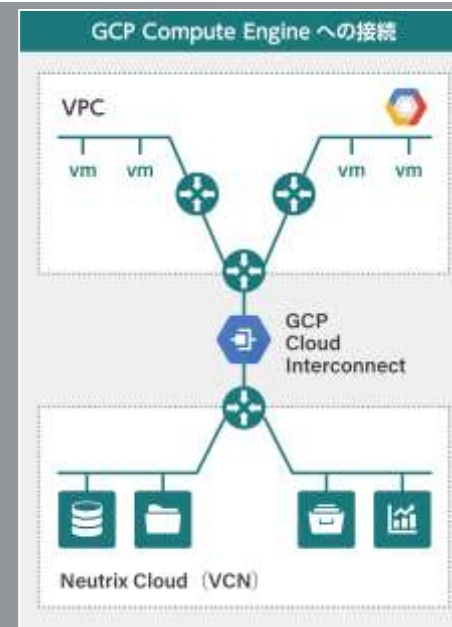 GCP Compute Engine への接続
VPC
vm vm vm vm
GCP
Cloud
Interconnect
Neutrix Cloud（VCN）